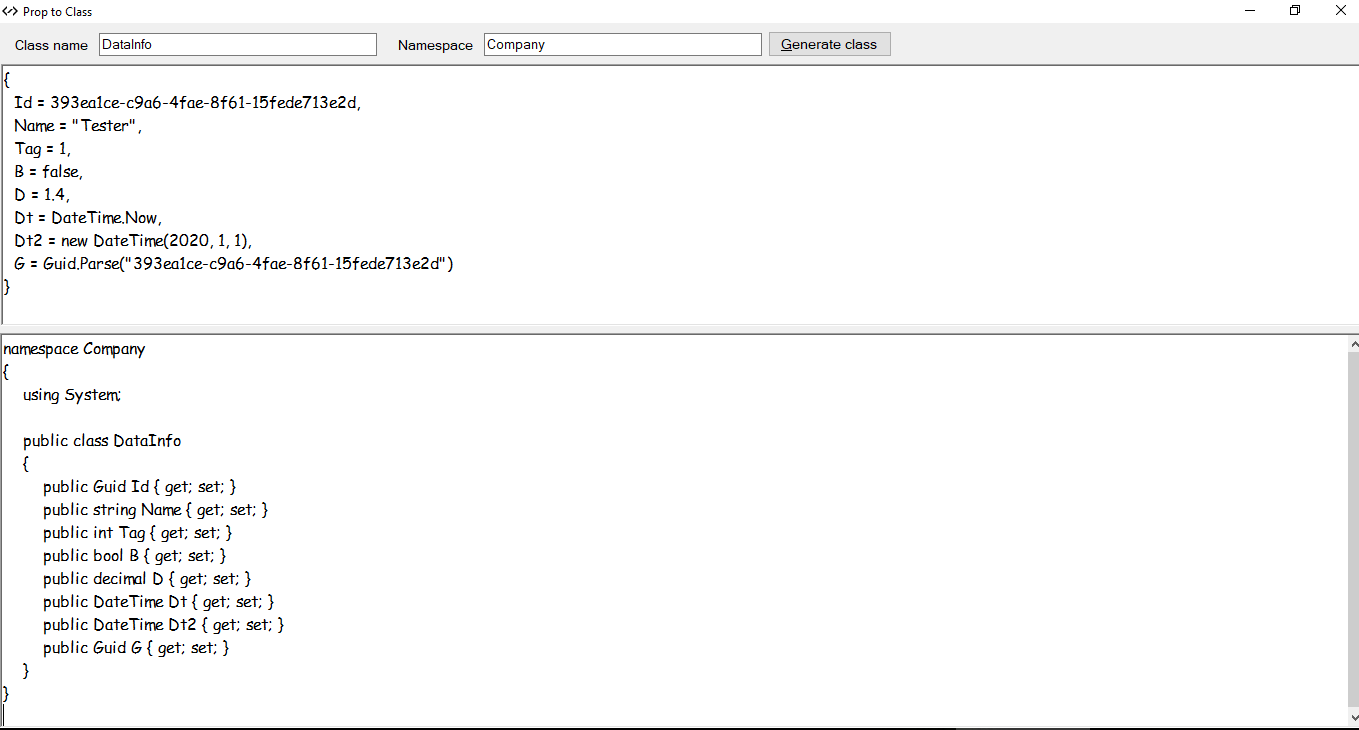 Prop to Class
Class name DataInfo Namespace Company Generate class
{
Id = 393ea1ce-c9a6-4fae-8f61-15fede713e2d,
Name = "Tester",
Tag = 1,
B = false,
D = 1.4,
Dt = DateTime.Now,
Dt2 = new DateTime(2020, 1, 1),
G = Guid.Parse("393ea1ce-c9a6-4fae-8f61-15fede713e2d")
}
namespace Company
{
using System;
public class DataInfo
{
public Guid Id { get; set; }
public string Name { get; set; }
public int Tag { get; set; }
public bool B { get; set; }
public decimal D { get; set; }
public DateTime Dt { get; set; }
public DateTime Dt2 { get; set; }
public Guid G { get; set; }
}
}